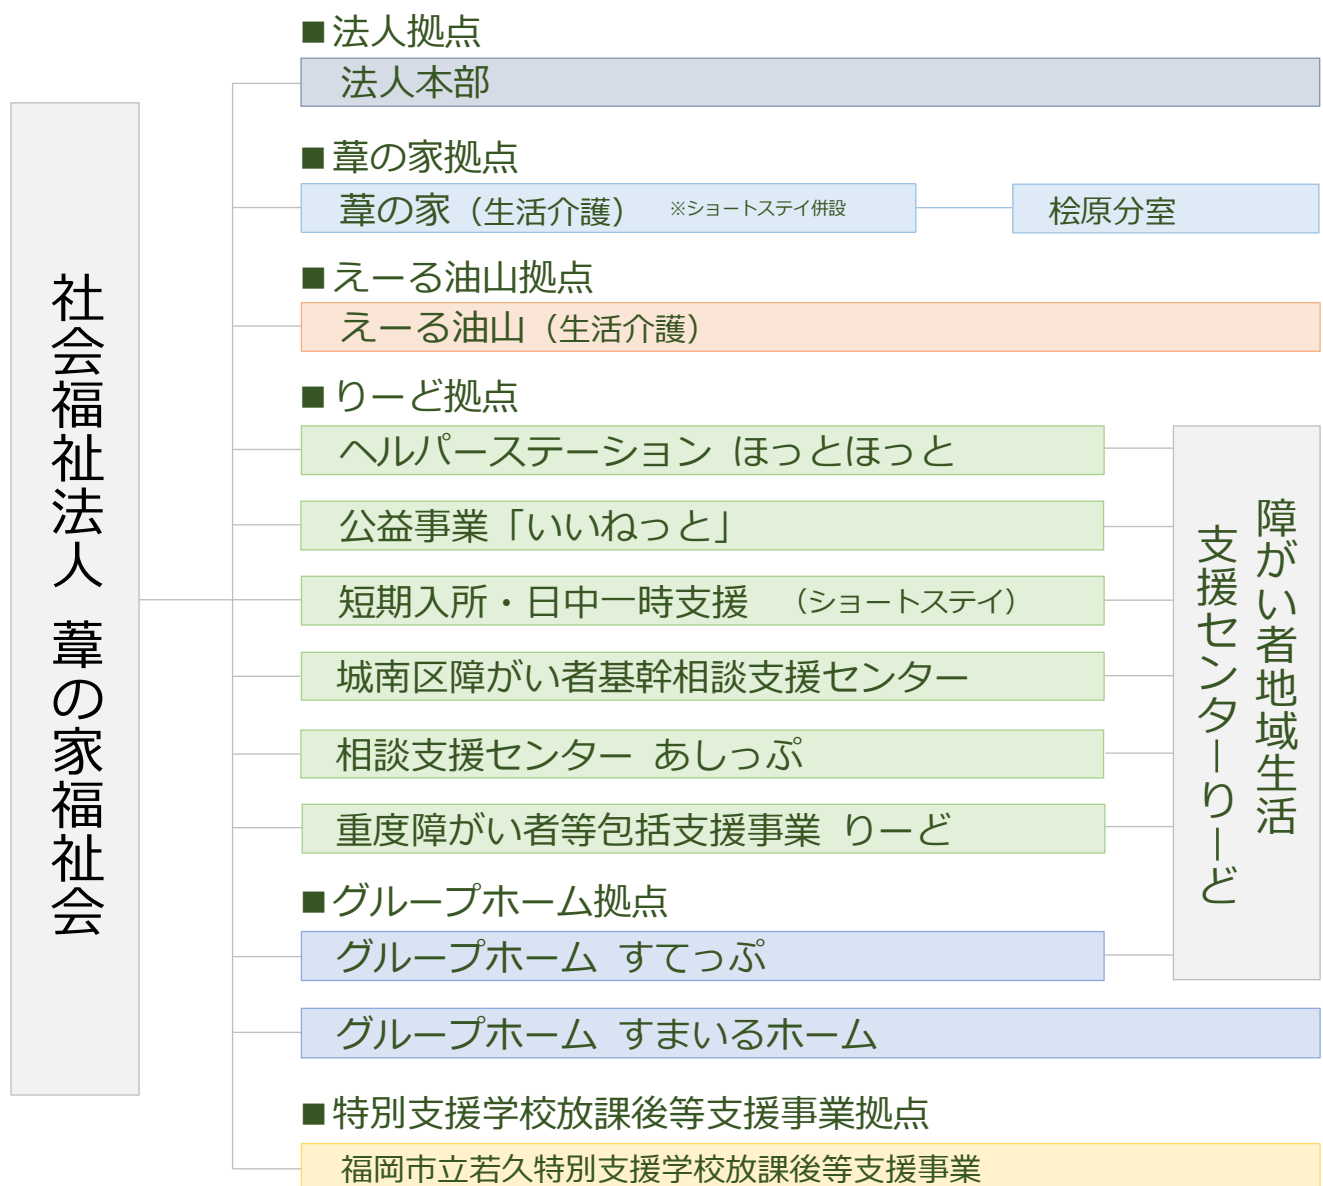 社会福祉法人 葦の家福祉会
■法人拠点
法人本部
■葦の家拠点
葦の家（生活介護） ※ショートステイ併設
桧原分室
■えーる油山拠点
えーる油山（生活介護）
■りーど拠点
ヘルパーステーション ほっとほっと
公益事業「いいねっと」
短期入所・日中一時支援 （ショートステイ）
城南区障がい者基幹相談支援センター
相談支援センター あしっぷ
重度障がい者等包括支援事業 りーど
障がい者地域生活
支援センターりーど
■グループホーム拠点
グループホーム すてっぷ
グループホーム すまいるホーム
■特別支援学校放課後等支援事業拠点
福岡市立若久特別支援学校放課後等支援事業